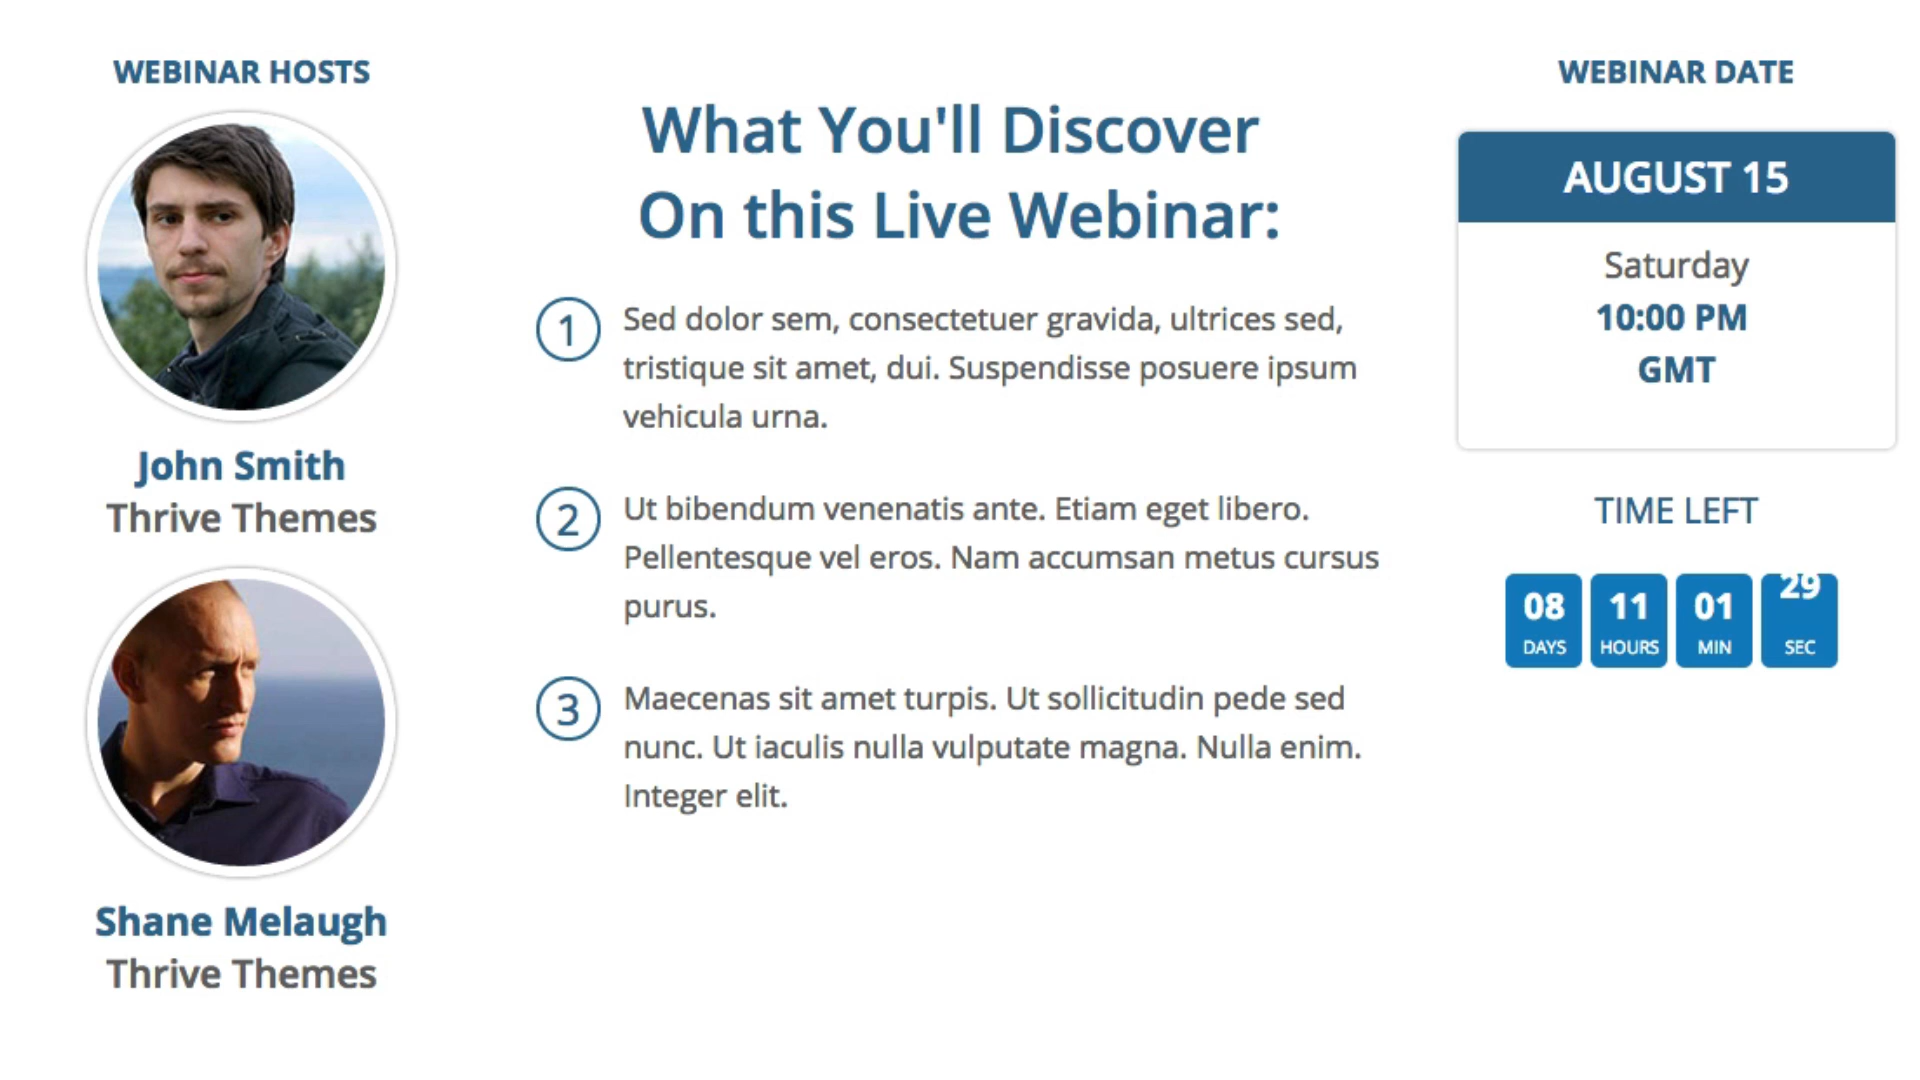 WEBINAR HOSTS
John Smith
Thrive Themes
Shane Melaugh
Thrive Themes
What You'll Discover
On this Live Webinar:
1 Sed dolor sem, consectetuer gravida, ultrices sed,
tristique sit amet, dui. Suspendisse posuere ipsum
vehicula urna.
2 Ut bibendum venenatis ante. Etiam eget libero.
Pellentesque vel eros. Nam accumsan metus cursus
purus.
3 Maecenas sit amet turpis. Ut sollicitudin pede sed
nunc. Ut iaculis nulla vulputate magna. Nulla enim.
Integer elit.
WEBINAR DATE
AUGUST 15
Saturday
10:00 PM
GMT
TIME LEFT
08 11 01 29
DAYS HOURS MIN SEC